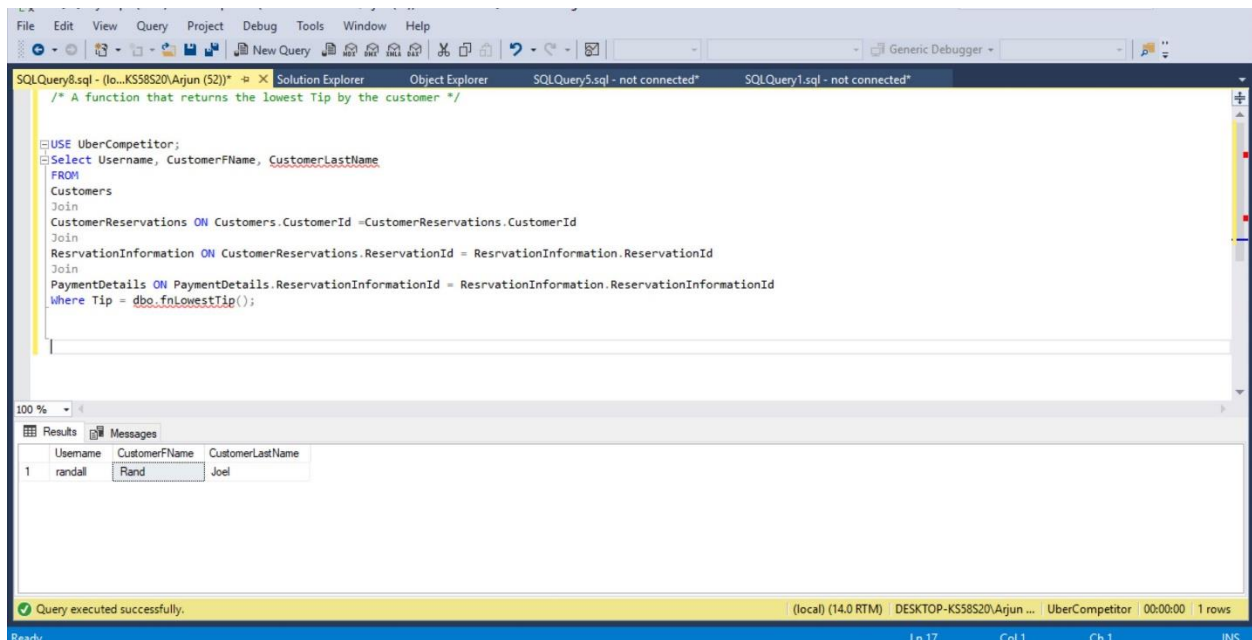 File Edit View Query Project Debug Tools Window Help
New Query Generic Debugger
SQLQuery8.sql - (lo...KS58S20\Arjun (52))* Solution Explorer Object Explorer SQLQuery5.sql - not connected* SQLQuery1.sql - not connected*
/* A function that returns the lowest Tip by the customer */
USE UberCompetitor;
Select Username, CustomerFName, CustomerLastName
FROM
Customers
Join
CustomerReservations ON Customers.CustomerId =CustomerReservations.CustomerId
Join
ResrvationInformation ON CustomerReservations.ReservationId = ResrvationInformation.ReservationId
Join
PaymentDetails ON PaymentDetails.ReservationInformationId = ResrvationInformation.ReservationInformationId
Where Tip = dbo.fnLowestTip();
100 %
Results Messages
Username CustomerFName CustomerLastName
1 randall Rand Joel
Query executed successfully. (local) (14.0 RTM) DESKTOP-KS58S20\Arjun ... UberCompetitor 00:00:00 1 rows
Ready Ln 17 Col 1 Ch 1 INS